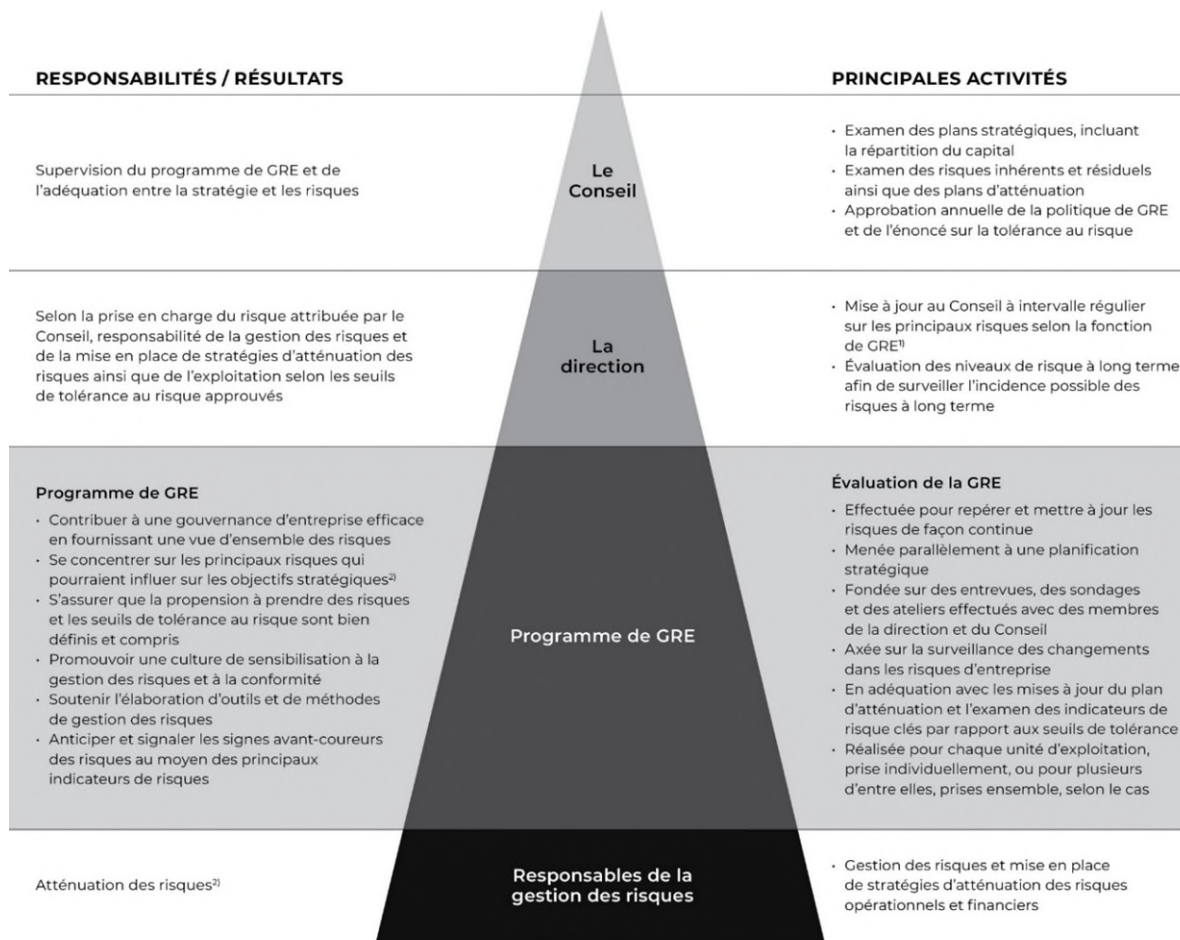 RESPONSABILITÉS / RÉSULTATS
PRINCIPALES ACTIVITÉS
Supervision du programme de GRE et de
l'adéquation entre la stratégie et les risques
Le
Conseil
• Examen des plans stratégiques, incluant
la répartition du capital
• Examen des risques inhérents et résiduels
ainsi que des plans d'atténuation
• Approbation annuelle de la politique de GRE
et de l'énoncé sur la tolérance au risque
Selon la prise en charge du risque attribuée par le
Conseil, responsabilité de la gestion des risques et
de la mise en place de stratégies d'atténuation des
risques ainsi que de l'exploitation selon les seuils
de tolérance au risque approuvés
La
direction
• Mise à jour au Conseil à intervalle régulier
sur les principaux risques selon la fonction
de GRE¹⁾
• Évaluation des niveaux de risque à long terme
afin de surveiller l'incidence possible des
risques à long terme
Programme de GRE
• Contribuer à une gouvernance d'entreprise efficace
en fournissant une vue d'ensemble des risques
• Se concentrer sur les principaux risques qui
pourraient influer sur les objectifs stratégiques²⁾
• S'assurer que la propension à prendre des risques
et les seuils de tolérance au risque sont bien
définis et compris
• Promouvoir une culture de sensibilisation à la
gestion des risques et à la conformité
• Soutenir l'élaboration d'outils et de méthodes
de gestion des risques
• Anticiper et signaler les signes avant-coureurs
des risques au moyen des principaux
indicateurs de risques
Programme de GRE
Évaluation de la GRE
• Effectuée pour repérer et mettre à jour les
risques de façon continue
• Menée parallèlement à une planification
stratégique
• Fondée sur des entrevues, des sondages
et des ateliers effectués avec des membres
de la direction et du Conseil
• Axée sur la surveillance des changements
dans les risques d'entreprise
• En adéquation avec les mises à jour du plan
d'atténuation et l'examen des indicateurs de
risque clés par rapport aux seuils de tolérance
• Réalisée pour chaque unité d'exploitation,
prise individuellement, ou pour plusieurs
d'entre elles, prises ensemble, selon le cas
Atténuation des risques²⁾
Responsables de la
gestion des risques
• Gestion des risques et mise en place
de stratégies d'atténuation des risques
opérationnels et financiers